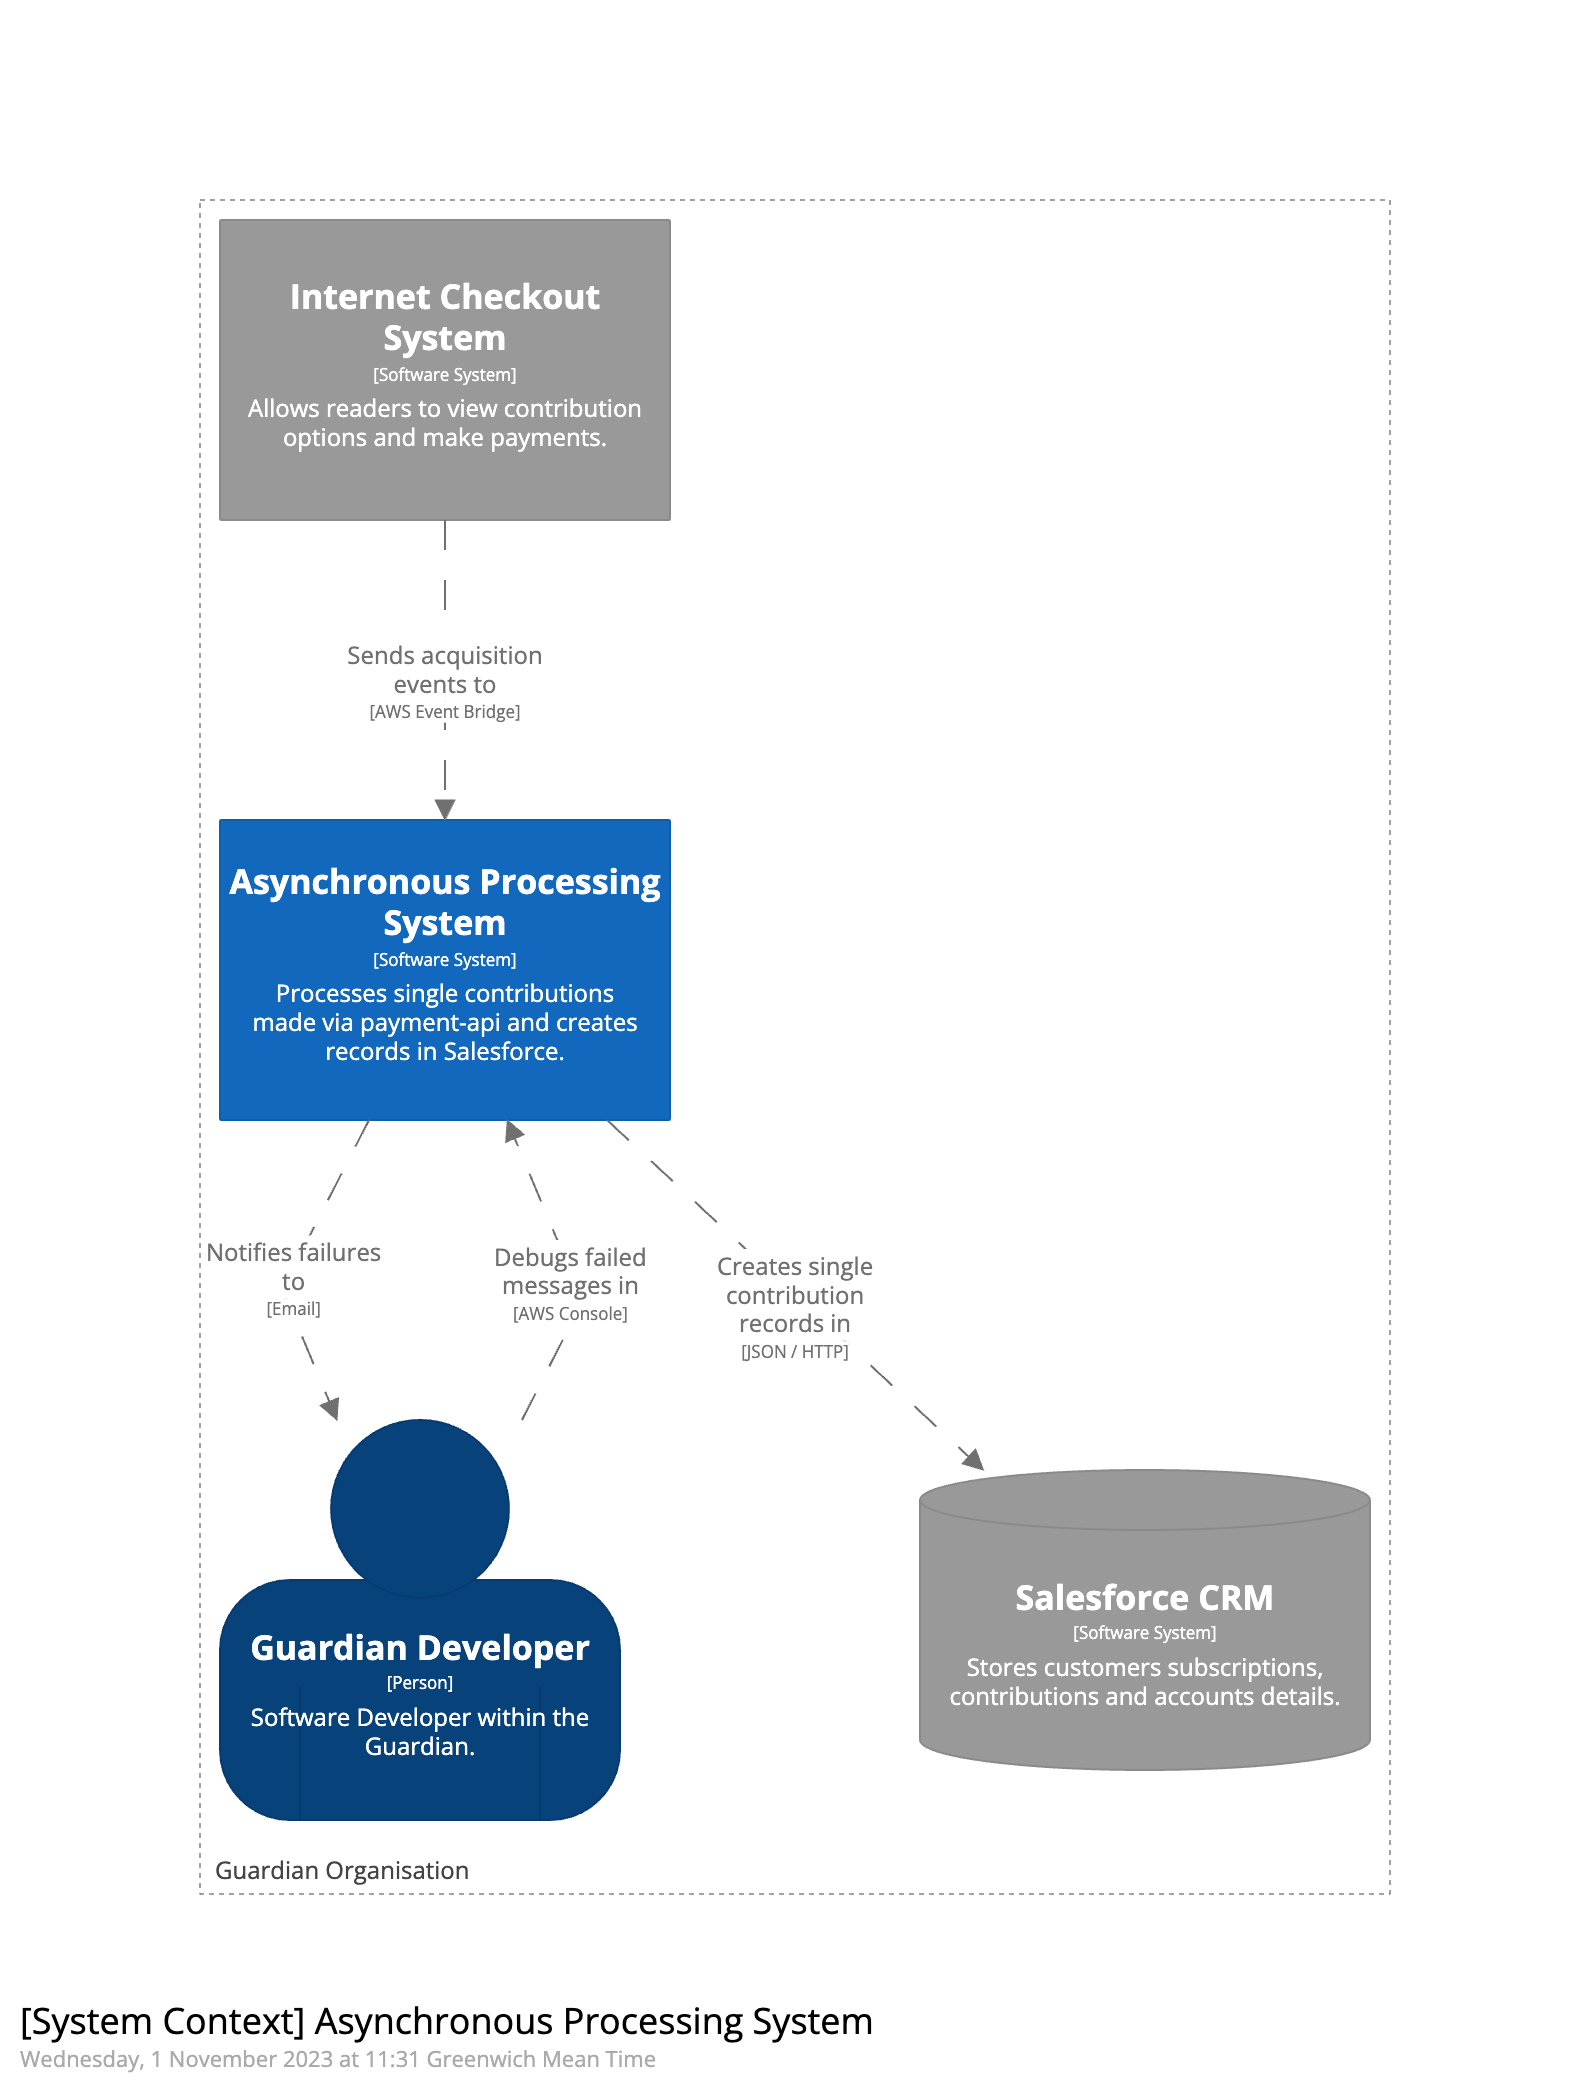 Internet Checkout
System
[Software System]
Allows readers to view contribution
options and make payments.
Sends acquisition
events to
[AWS Event Bridge]
Asynchronous Processing
System
[Software System]
Processes single contributions
made via payment-api and creates
records in Salesforce.
Notifies failures
to
[Email]
Debugs failed
messages in
[AWS Console]
Creates single
contribution
records in
[JSON / HTTP]
Guardian Developer
[Person]
Software Developer within the
Guardian.
Salesforce CRM
[Software System]
Stores customers subscriptions,
contributions and accounts details.
Guardian Organisation
[System Context] Asynchronous Processing System
Wednesday, 1 November 2023 at 11:31 Greenwich Mean Time